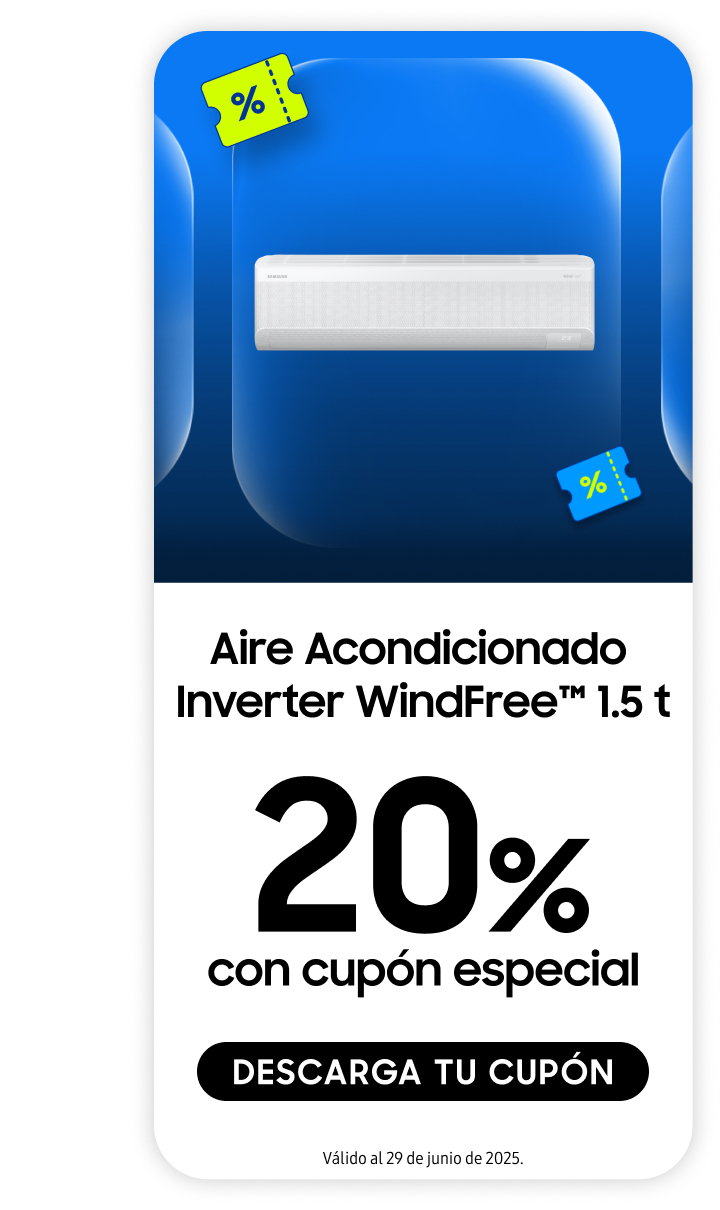 %
SAMSUNG
%
Aire Acondicionado
Inverter WindFree™ 1.5 t
20%
con cupón especial
DESCARGA TU CUPÓN
Válido al 29 de junio de 2025.